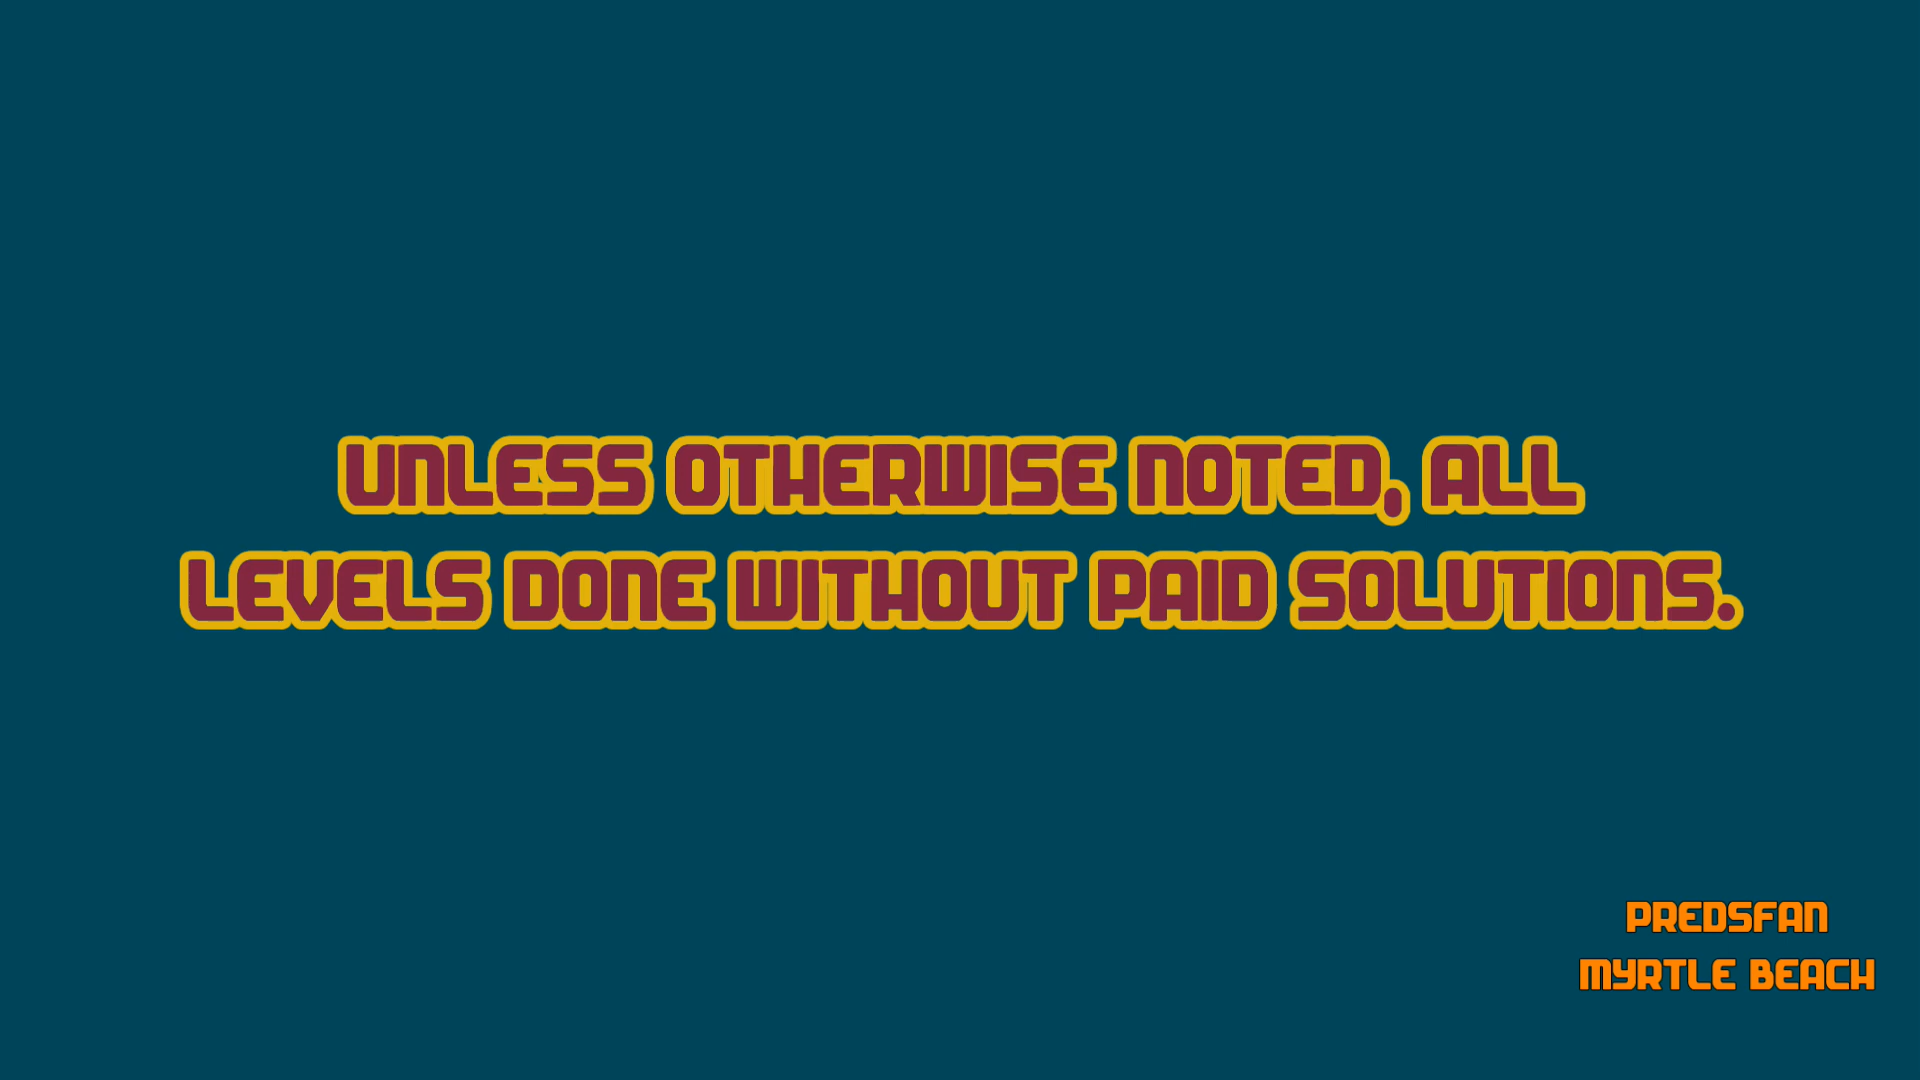 UNLESS OTHERWISE NOTED, ALL
LEVELS DONE WITHOUT PAID SOLUTIONS.
PREDSFAN
MYRTLE BEACH